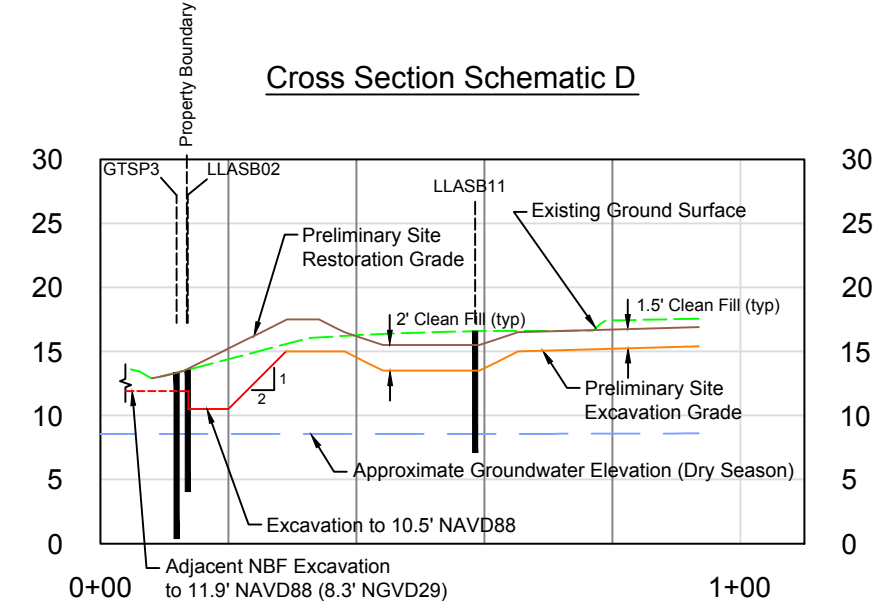 Property Boundary
Cross Section Schematic D
30
30
GTSP3
LLASB02
LLASB11
Existing Ground Surface
25
25
Preliminary Site
Restoration Grade
20
20
2' Clean Fill (typ)
1.5' Clean Fill (typ)
15
15
1
2
Preliminary Site
Excavation Grade
10
10
Approximate Groundwater Elevation (Dry Season)
5
5
Excavation to 10.5' NAVD88
0
0
Adjacent NBF Excavation
to 11.9' NAVD88 (8.3' NGVD29)
0+00
1+00